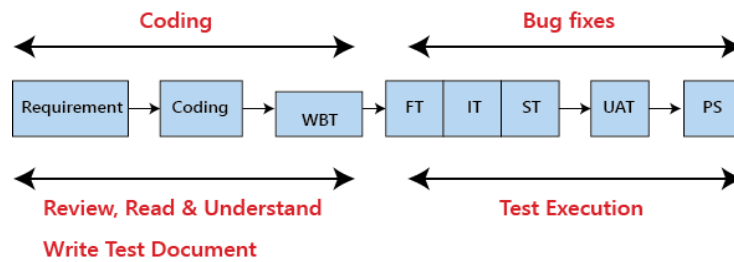 Coding Bug fixes
Requirement Coding WBT FT IT ST UAT PS
Review, Read & Understand Test Execution
Write Test Document